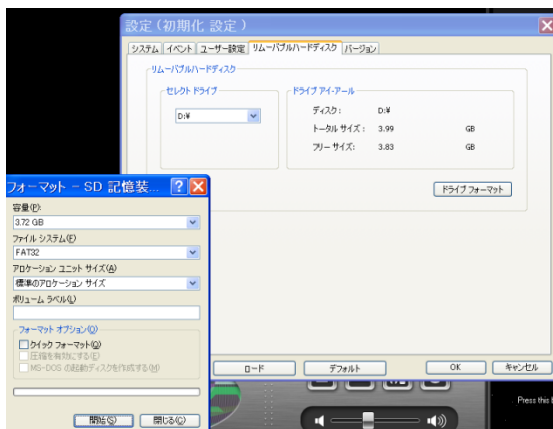 設定 (初期化 設定 )
システム イベント ユーザー設定 リムーバブルハードディスク バージョン
リムーバブルハードディスク
セレクト ドライブ
D:¥
ドライブ アイ・アール
ディスク: D:¥
トータル サイズ: 3.99 GB
フリー サイズ: 3.83 GB
ドライブ フォーマット
ロード デフォルト OK キャンセル
フォーマット - SD 記憶装...
容量(P):
3.72 GB
ファイル システム(F)
FAT32
アロケーション ユニット サイズ(A)
標準のアロケーション サイズ
ボリューム ラベル(L)
フォーマット オプション(O)
クイック フォーマット(Q)
圧縮を有効にする(E)
MS-DOS の起動ディスクを作成する(M)
開始(S) 閉じる(C)
Press this